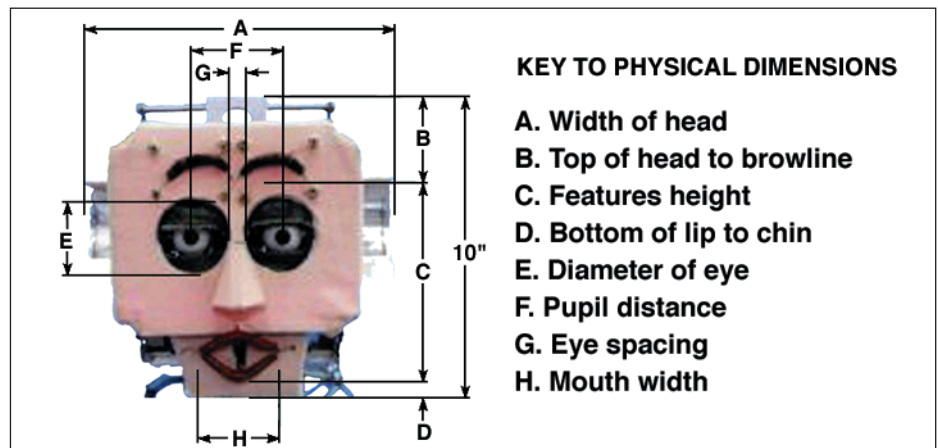 A
F
G
KEY TO PHYSICAL DIMENSIONS
B
A. Width of head
B. Top of head to browline
C. Features height
D. Bottom of lip to chin
E
10"
C
E. Diameter of eye
F. Pupil distance
G. Eye spacing
H. Mouth width
D
H